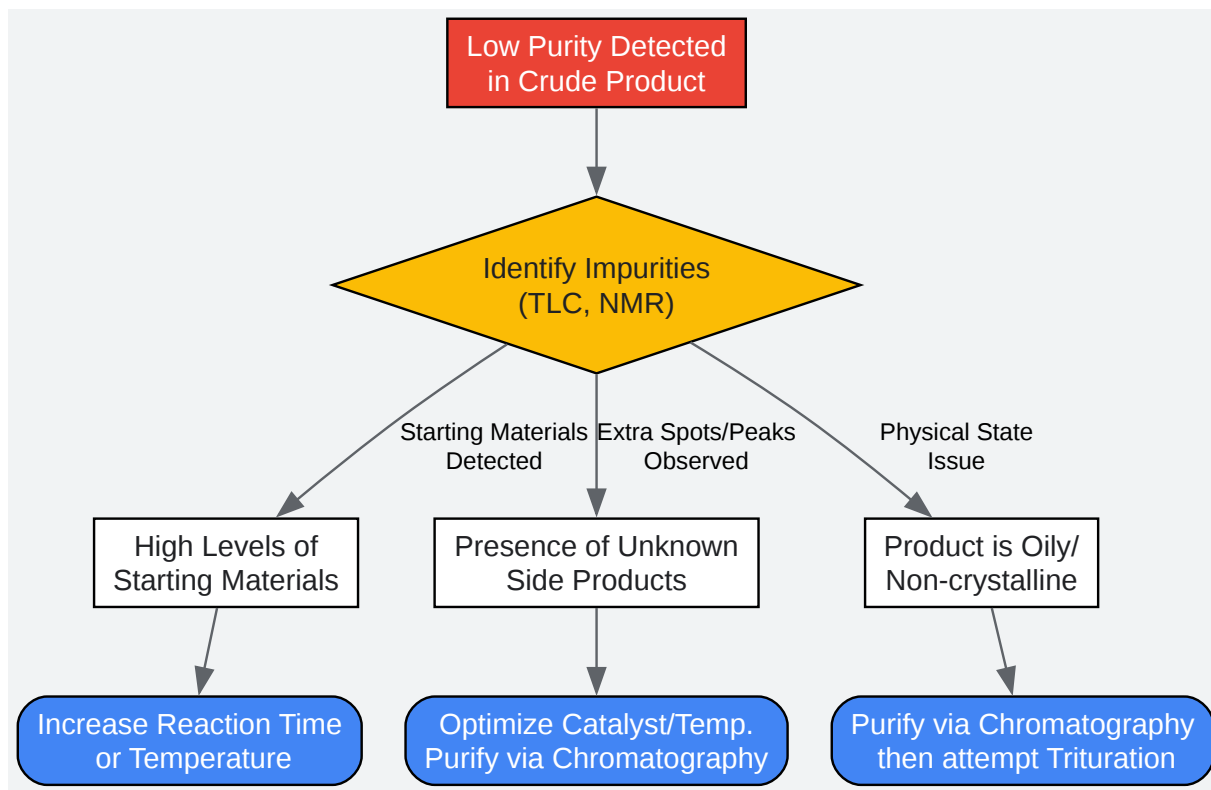 Low Purity Detected
in Crude Product
Identify Impurities
(TLC, NMR)
Starting Materials
Detected
Extra Spots/Peaks
Observed
Physical State
Issue
High Levels of
Starting Materials
Presence of Unknown
Side Products
Product is Oily/
Non-crystalline
Increase Reaction Time
or Temperature
Optimize Catalyst/Temp.
Purify via Chromatography
Purify via Chromatography
then attempt Trituration